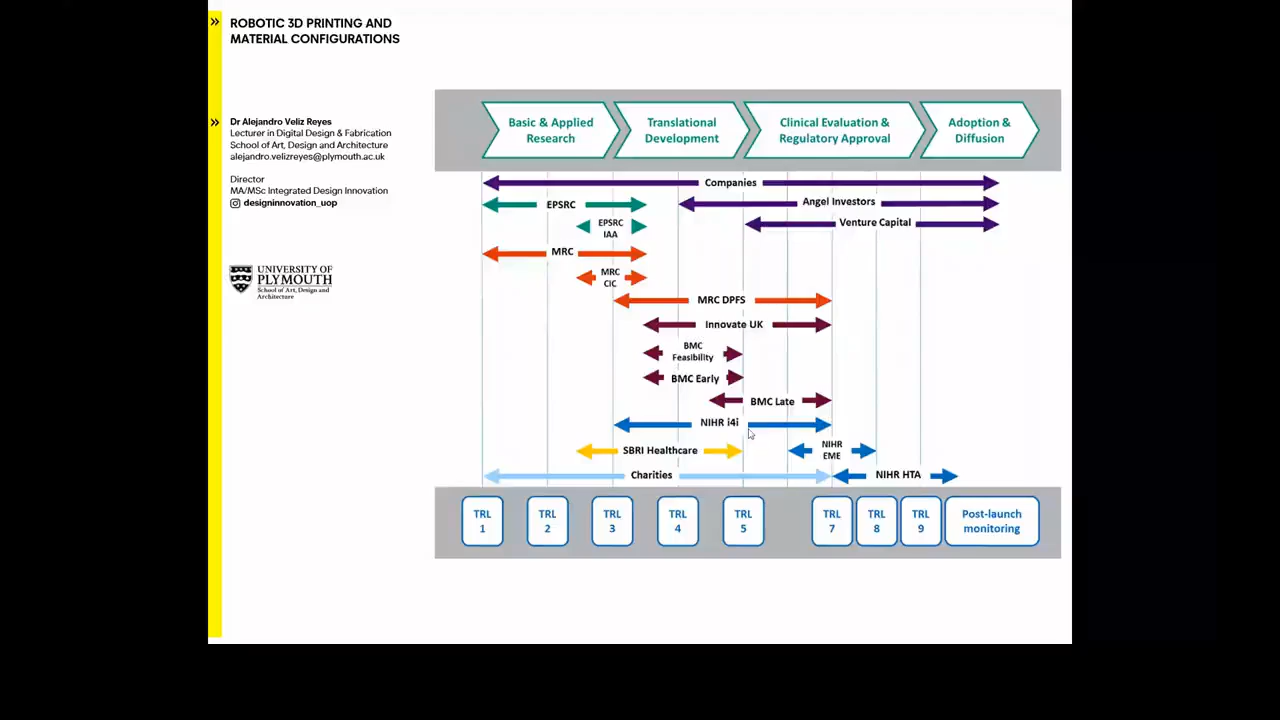 ROBOTIC 3D PRINTING AND
MATERIAL CONFIGURATIONS
Dr Alejandro Veliz Reyes
Lecturer in Digital Design & Fabrication
School of Art, Design and Architecture
alejandro.velizreyes@plymouth.ac.uk
Director
MA/MSc Integrated Design Innovation
designinnovation_uop
UNIVERSITY OF
PLYMOUTH
School of Art, Design and
Architecture
Basic & Applied
Research
Translational
Development
Clinical Evaluation &
Regulatory Approval
Adoption &
Diffusion
Companies
EPSRC
Angel Investors
EPSRC
IAA
Venture Capital
MRC
MRC
CIC
MRC DPFS
Innovate UK
BMC
Feasibility
BMC Early
BMC Late
NIHR i4i
SBRI Healthcare
NIHR
EME
Charities
NIHR HTA
TRL
1
TRL
2
TRL
3
TRL
4
TRL
5
TRL
7
TRL
8
TRL
9
Post-launch
monitoring